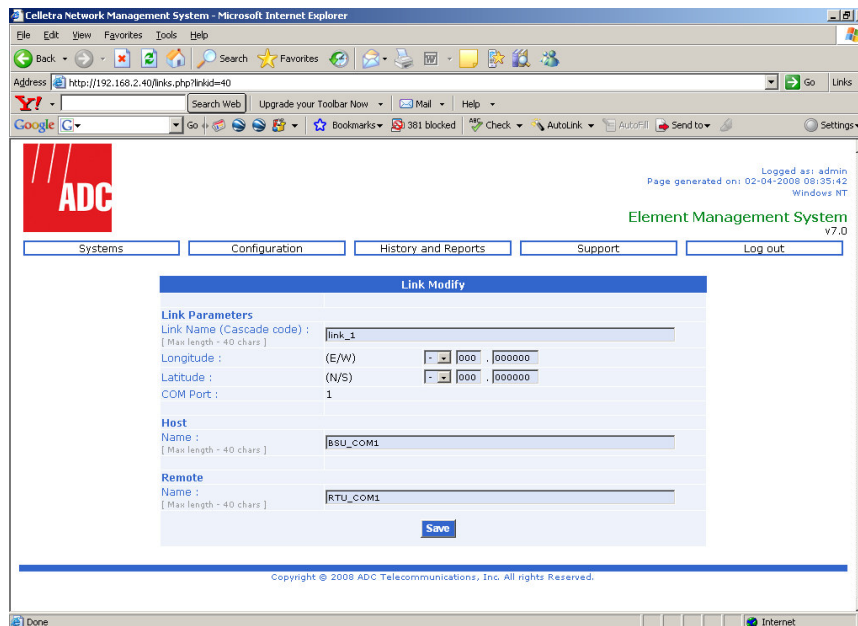 Celletra Network Management System - Microsoft Internet Explorer
File Edit View Favorites Tools Help
Back Search Favorites
Address http://192.168.2.40/links.php?linkid=40 Go Links
Y! Search Web Upgrade your Toolbar Now Mail Help
Google G Go Bookmarks 381 blocked ABC Check AutoLink AutoFill Send to Settings
ADC
Logged as: admin
Page generated on: 02-04-2008 08:35:42
Windows NT
Element Management System
v7.0
Systems Configuration History and Reports Support Log out
Link Modify
Link Parameters
Link Name (Cascade code) : link_1
[ Max length - 40 chars ]
Longitude : (E/W) - 000 . 000000
Latitude : (N/S) - 000 . 000000
COM Port : 1
Host
Name : BSU_COM1
[ Max length - 40 chars ]
Remote
Name : RTU_COM1
[ Max length - 40 chars ]
Save
Copyright @ 2008 ADC Telecommunications, Inc. All rights Reserved.
Done Internet